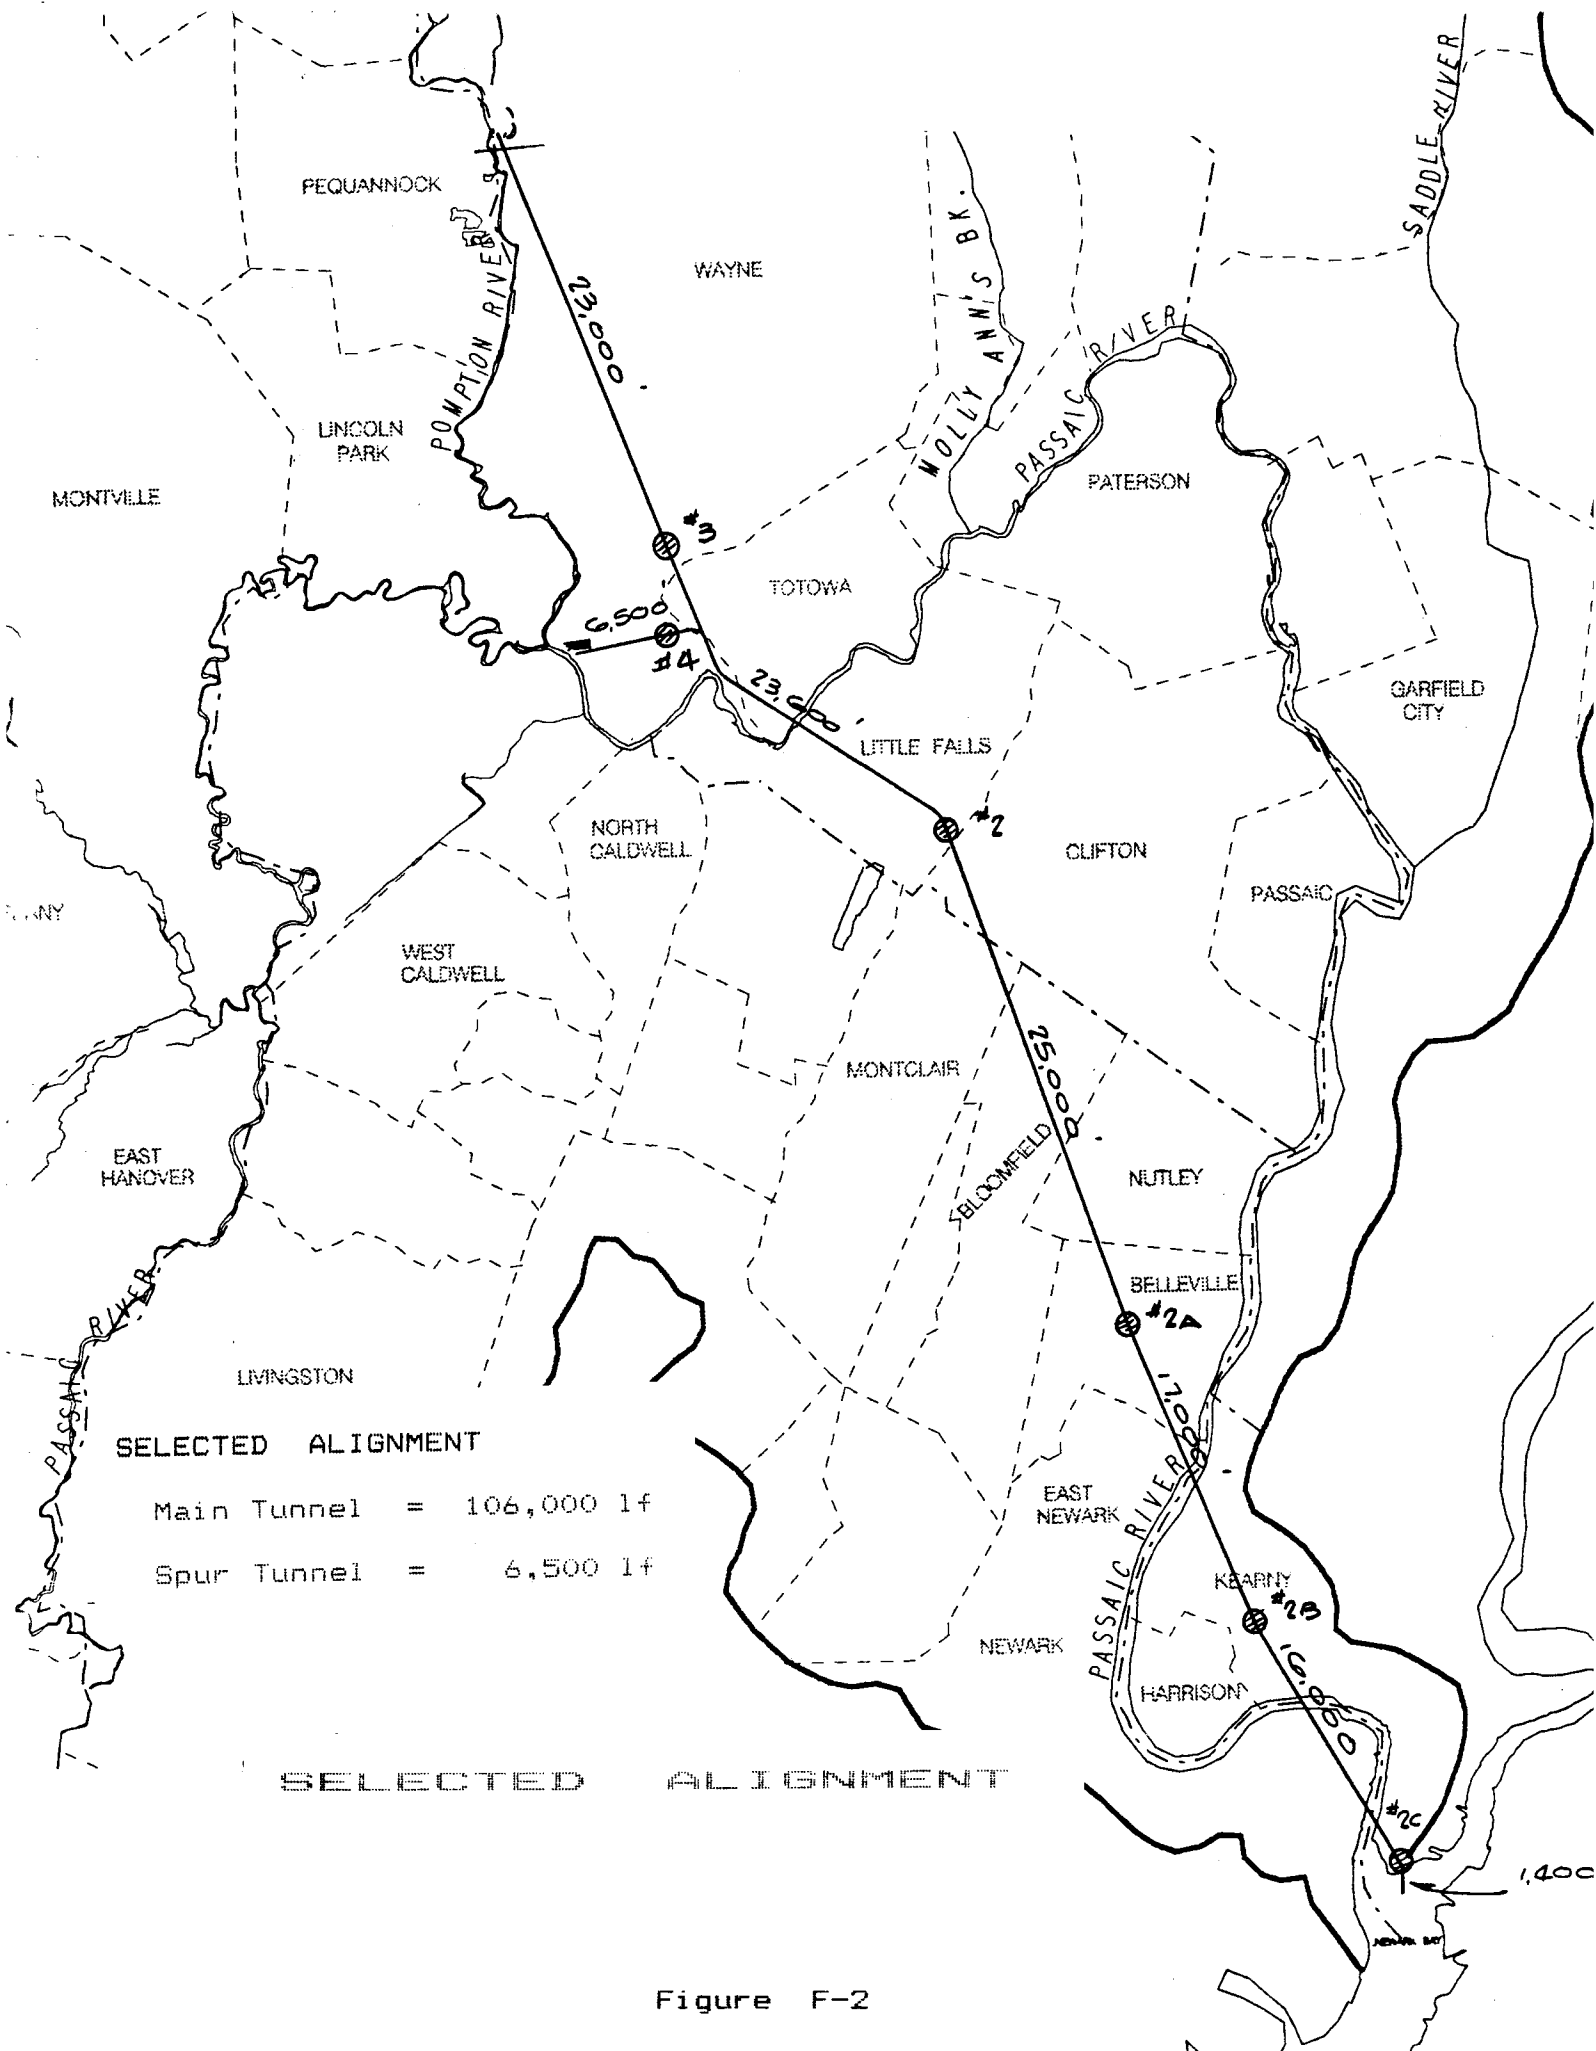 SADDLE RIVER
PEQUANNOCK
WAYNE
MOLLY ANN'S BK.
POMPTON RIVER
23,000
PASSAIC RIVER
LINCOLN
PARK
MONTVILLE
PATERSON
#3
TOTOWA
6,500
#4
23,600
GARFIELD
CITY
LITTLE FALLS
#2
NORTH
CALDWELL
CLIFTON
PASSAIC
WEST
CALDWELL
25,000
MONTCLAIR
EAST
HANOVER
BLOOMFIELD
NUTLEY
BELLEVILLE
#2A
PASSAIC RIVER
LIVINGSTON
17,000
SELECTED ALIGNMENT
Main Tunnel = 106,000 lf
Spur Tunnel = 6,500 lf
EAST
NEWARK
PASSAIC RIVER
KEARNY
#2B
NEWARK
16,000
HARRISON
SELECTED ALIGNMENT
#2C
1,400
NEWARK BAY
Figure F-2